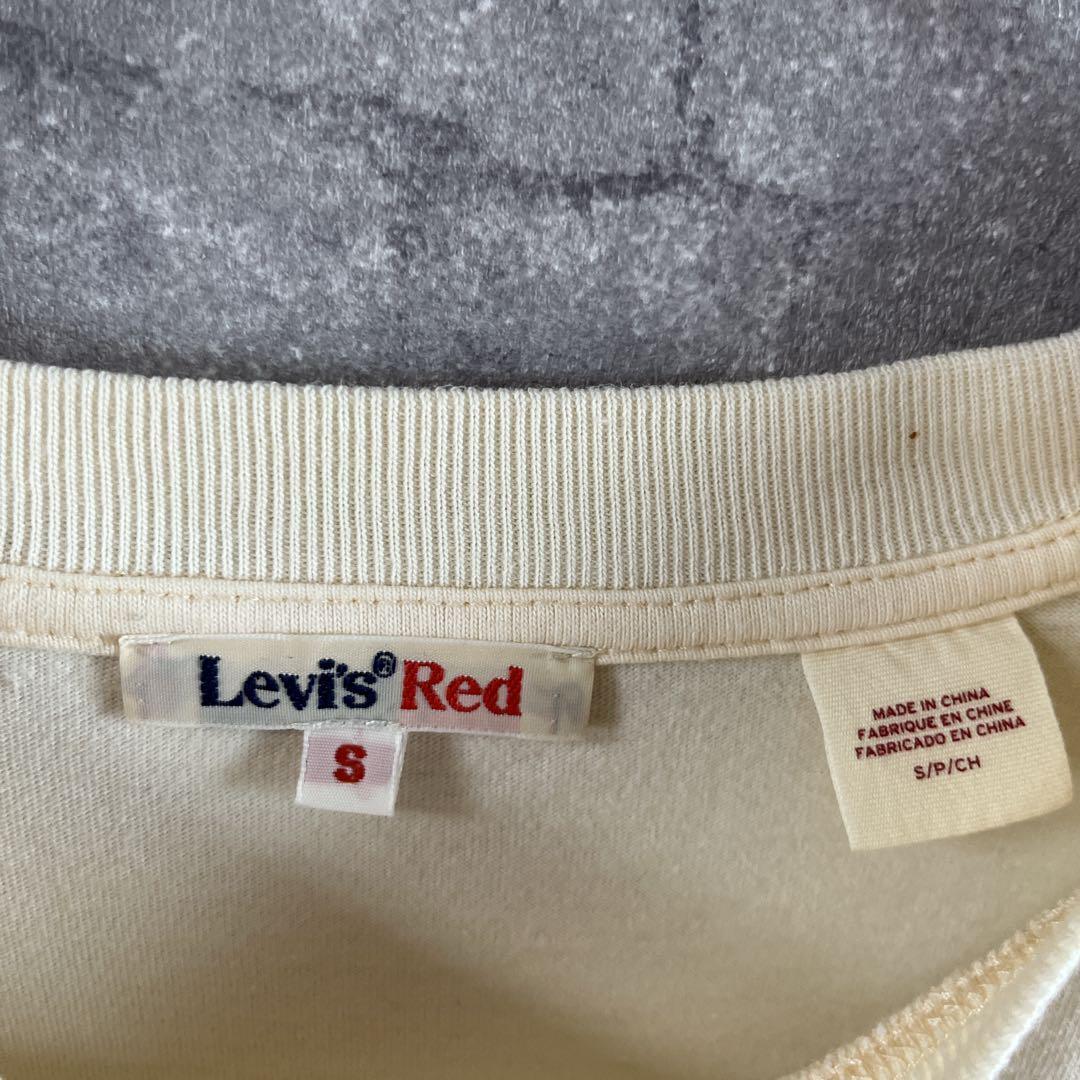 Levi's® Red
S
MADE IN CHINA
FABRIQUE EN CHINE
FABRICADO EN CHINA
S/P/CH